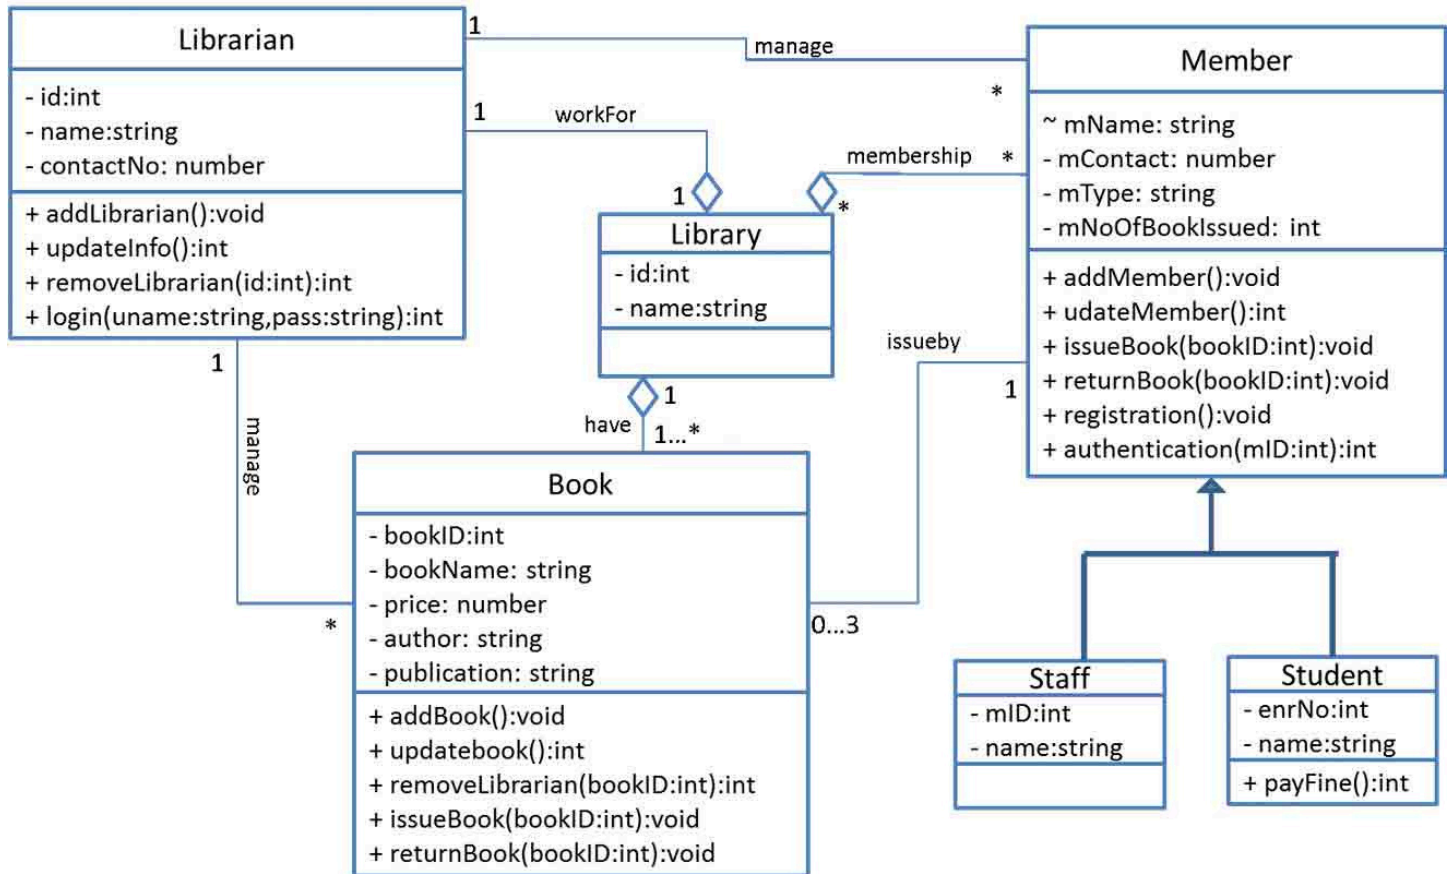 Librarian
- id:int
- name:string
- contactNo: number
+ addLibrarian():void
+ updateInfo():int
+ removeLibrarian(id:int):int
+ login(uname:string,pass:string):int
1
manage
*
1
workFor
1
membership
*
*
Member
~ mName: string
- mContact: number
- mType: string
- mNoOfBookIssued: int
+ addMember():void
+ udateMember():int
+ issueBook(bookID:int):void
+ returnBook(bookID:int):void
+ registration():void
+ authentication(mID:int):int
Library
- id:int
- name:string
1
have
1...*
issueby
1
0...3
1
manage
*
Book
- bookID:int
- bookName: string
- price: number
- author: string
- publication: string
+ addBook():void
+ updatebook():int
+ removeLibrarian(bookID:int):int
+ issueBook(bookID:int):void
+ returnBook(bookID:int):void
Staff
- mID:int
- name:string
Student
- enrNo:int
- name:string
+ payFine():int